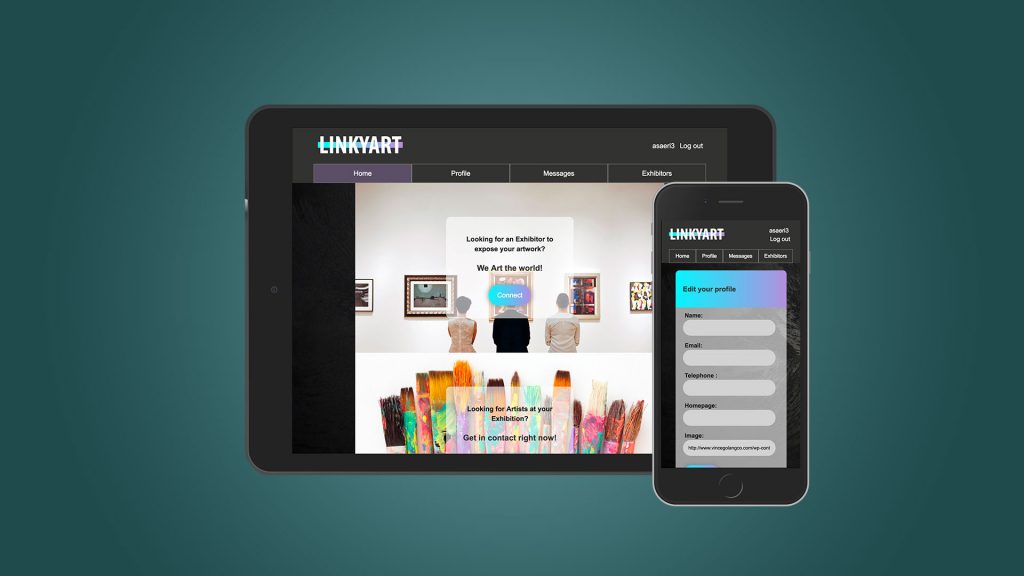 LINKYART
asaerl3 Log out
Home Profile Messages Exhibitors
Looking for an Exhibitor to
expose your artwork?
We Art the world!
Connect
Looking for Artists at your
Exhibition?
Get in contact right now!
LINKYART
asaerl3
Log out
Home Profile Messages Exhibitors
Edit your profile
Name:
Email:
Telephone :
Homepage:
Image:
http://www.vincegolangco.com/wp-cont